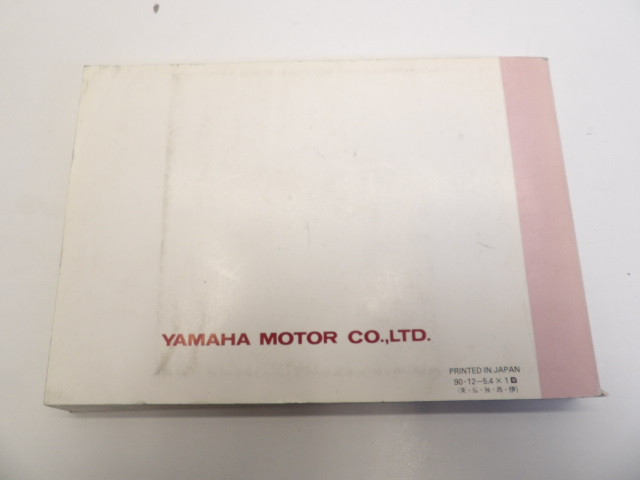 YAMAHA MOTOR CO.,LTD.
PRINTED IN JAPAN
90・12―5.4×1